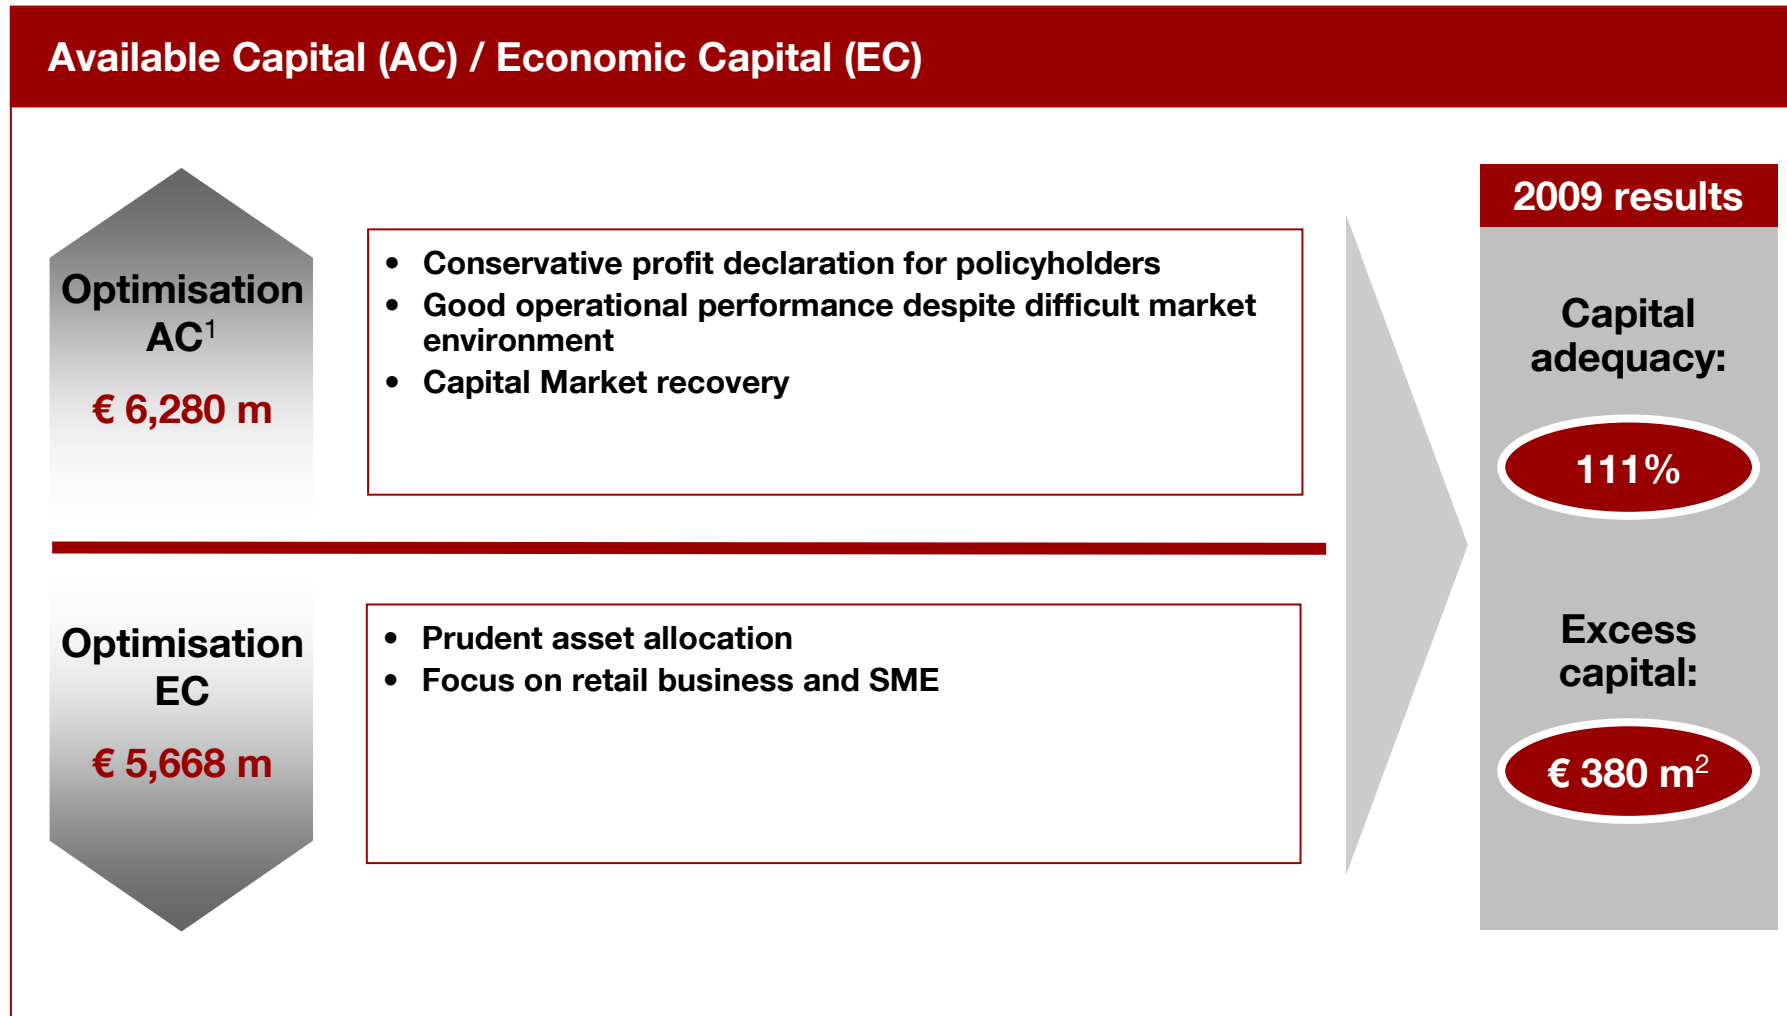 Available Capital (AC) / Economic Capital (EC)
Optimisation
AC¹
€ 6,280 m
• Conservative profit declaration for policyholders
• Good operational performance despite difficult market
environment
• Capital Market recovery
Optimisation
EC
€ 5,668 m
• Prudent asset allocation
• Focus on retail business and SME
2009 results
Capital
adequacy:
111%
Excess
capital:
€ 380 m²